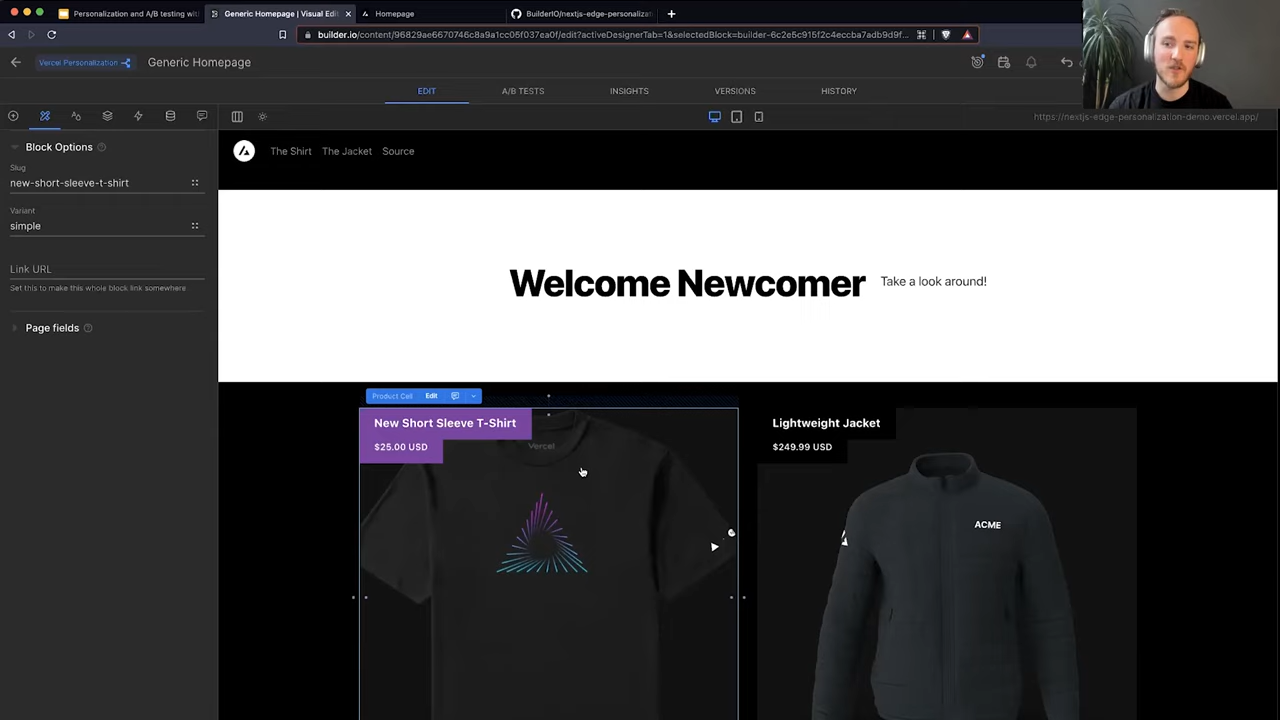 Personalization and A/B testing with
Generic Homepage | Visual Edi
Homepage
BuilderIO/nextjs-edge-personaliza
builder.io/content/96829ae6670746c8a9a1cc05f037ea0f/edit?activeDesignerTab=1&selectedBlock=builder-6c2e5c915f2c4eccba7adb9d9f...
Vercel Personalization
Generic Homepage
EDIT
A/B TESTS
INSIGHTS
VERSIONS
HISTORY
https://nextjs-edge-personalization-demo.vercel.app/
Block Options
Slug
new-short-sleeve-t-shirt
Variant
simple
Link URL
Set this to make this whole block link somewhere
Page fields
The Shirt
The Jacket
Source
Welcome Newcomer
Take a look around!
Product Cell
Edit
New Short Sleeve T-Shirt
$25.00 USD
Vercel
Lightweight Jacket
$249.99 USD
ACME